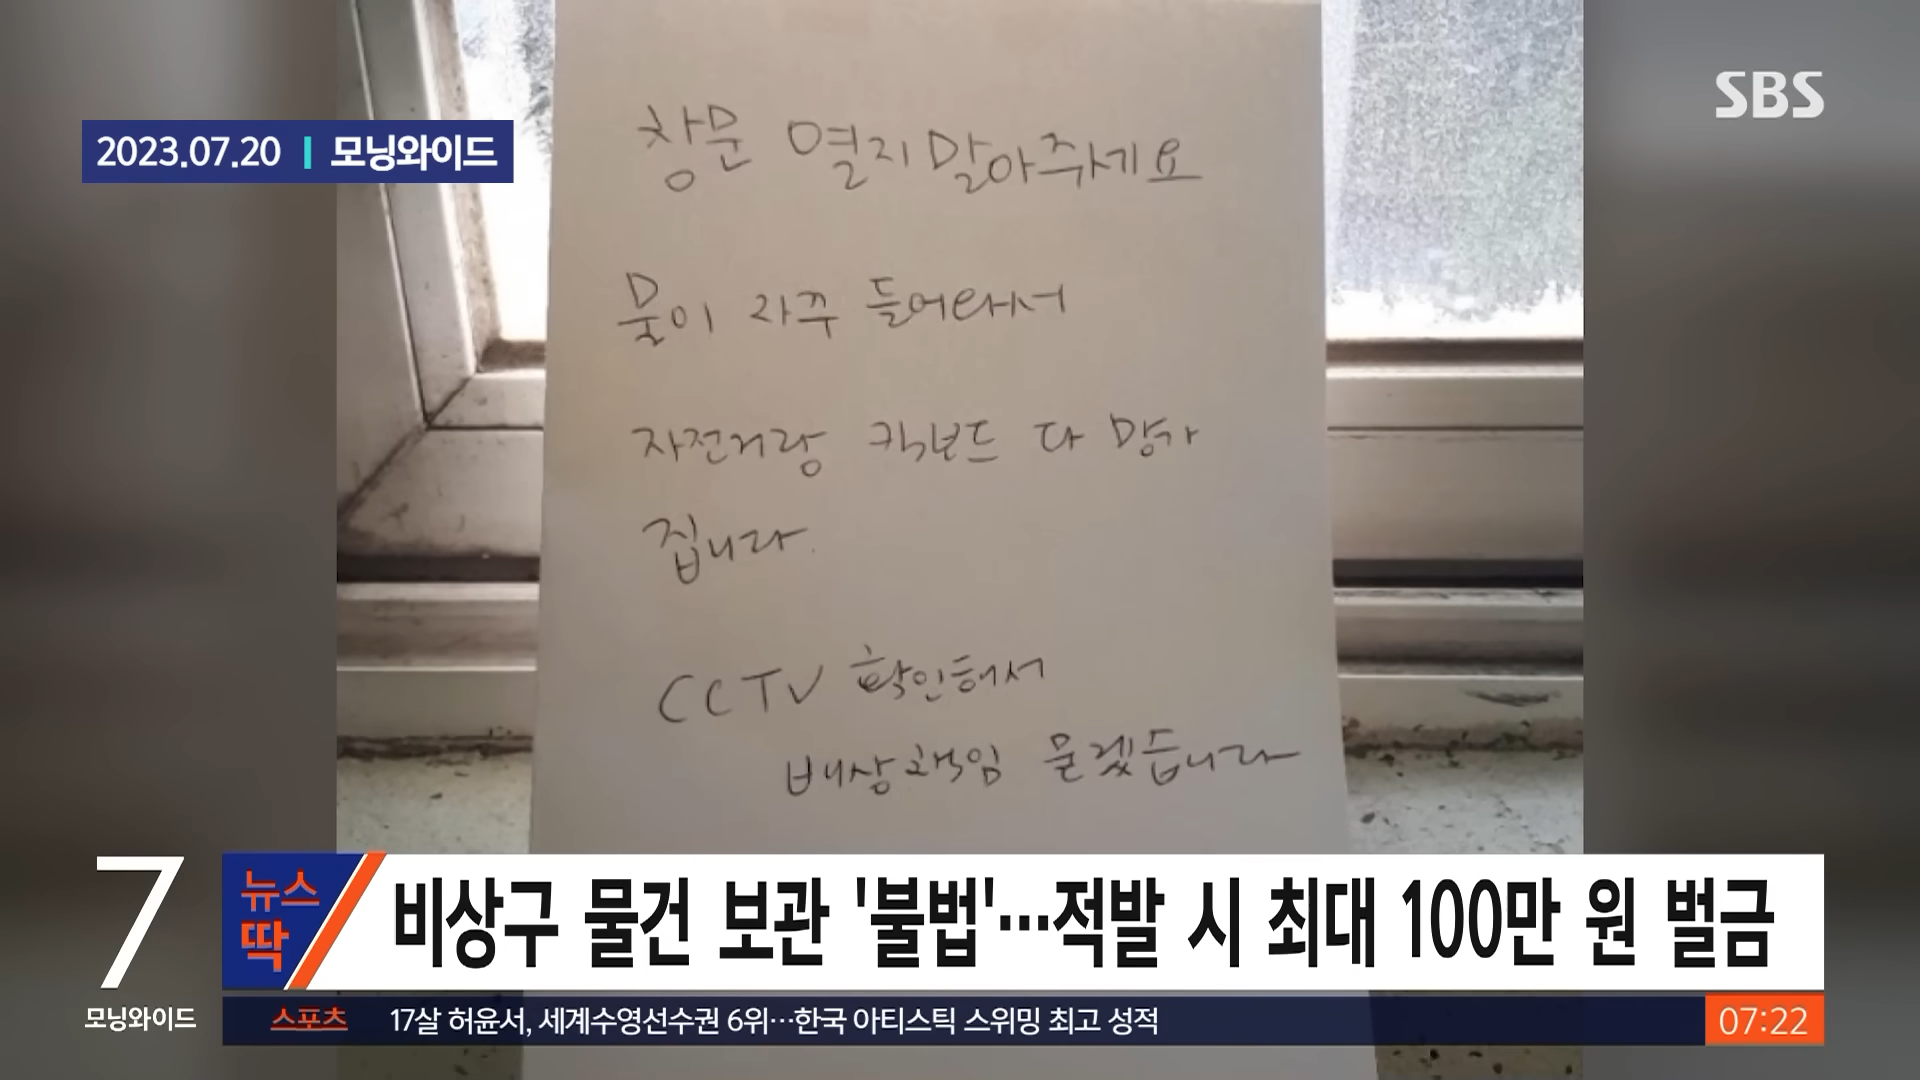 SBS
2023.07.20 | 모닝와이드
창문 열지말아주세요
물이 자주 들어와서
자전거랑 킥보드 다 망가
집니다.
CCTV 확인해서
배상책임 묻겠습니다
7
모닝와이드
뉴스
딱
비상구 물건 보관 '불법'…적발 시 최대 100만 원 벌금
스포츠
17살 허윤서, 세계수영선수권 6위…한국 아티스틱 스위밍 최고 성적
07:22